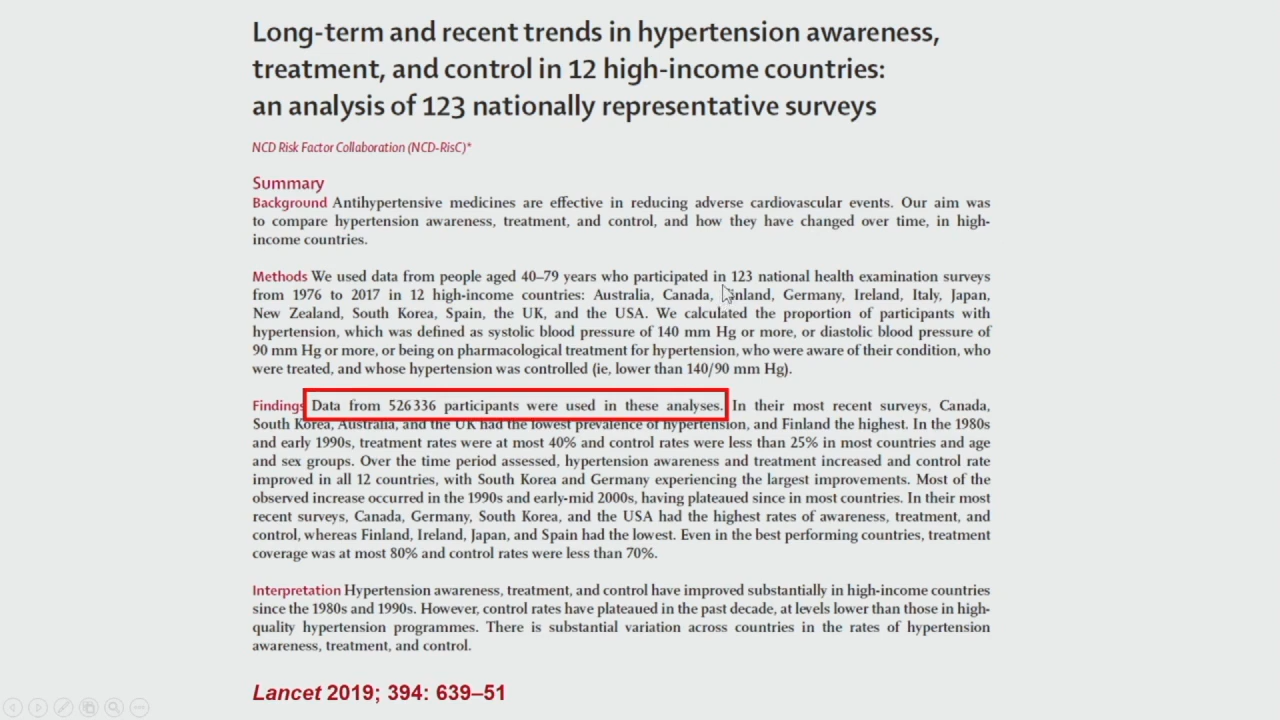 Long-term and recent trends in hypertension awareness,
treatment, and control in 12 high-income countries:
an analysis of 123 nationally representative surveys
NCD Risk Factor Collaboration (NCD-RisC)*
Summary
Background Antihypertensive medicines are effective in reducing adverse cardiovascular events. Our aim was
to compare hypertension awareness, treatment, and control, and how they have changed over time, in high-
income countries.
Methods We used data from people aged 40–79 years who participated in 123 national health examination surveys
from 1976 to 2017 in 12 high-income countries: Australia, Canada, Finland, Germany, Ireland, Italy, Japan,
New Zealand, South Korea, Spain, the UK, and the USA. We calculated the proportion of participants with
hypertension, which was defined as systolic blood pressure of 140 mm Hg or more, or diastolic blood pressure of
90 mm Hg or more, or being on pharmacological treatment for hypertension, who were aware of their condition, who
were treated, and whose hypertension was controlled (ie, lower than 140/90 mm Hg).
Findings Data from 526 336 participants were used in these analyses. In their most recent surveys, Canada,
South Korea, Australia, and the UK had the lowest prevalence of hypertension, and Finland the highest. In the 1980s
and early 1990s, treatment rates were at most 40% and control rates were less than 25% in most countries and age
and sex groups. Over the time period assessed, hypertension awareness and treatment increased and control rate
improved in all 12 countries, with South Korea and Germany experiencing the largest improvements. Most of the
observed increase occurred in the 1990s and early-mid 2000s, having plateaued since in most countries. In their most
recent surveys, Canada, Germany, South Korea, and the USA had the highest rates of awareness, treatment, and
control, whereas Finland, Ireland, Japan, and Spain had the lowest. Even in the best performing countries, treatment
coverage was at most 80% and control rates were less than 70%.
Interpretation Hypertension awareness, treatment, and control have improved substantially in high-income countries
since the 1980s and 1990s. However, control rates have plateaued in the past decade, at levels lower than those in high-
quality hypertension programmes. There is substantial variation across countries in the rates of hypertension
awareness, treatment, and control.
Lancet 2019; 394: 639–51